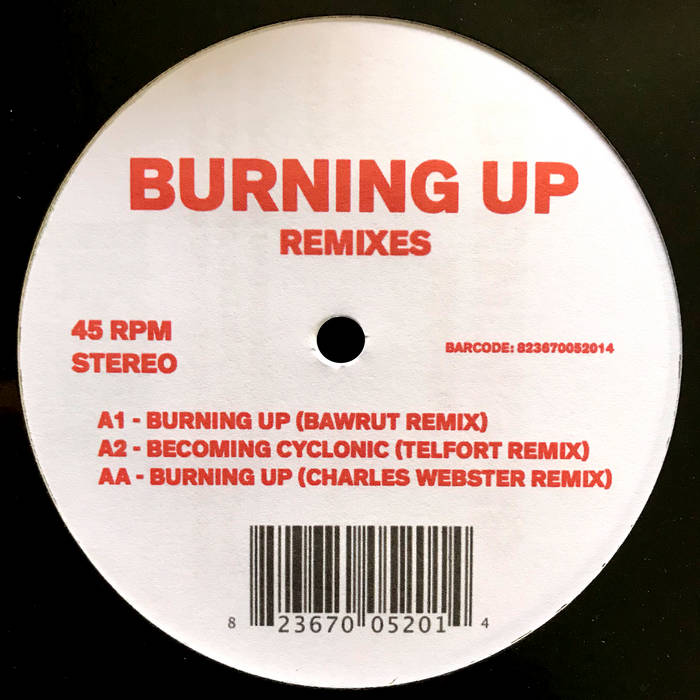 BURNING UP
REMIXES
45 RPM
STEREO
BARCODE: 823670052014
A1 - BURNING UP (BAWRUT REMIX)
A2 - BECOMING CYCLONIC (TELFORT REMIX)
AA - BURNING UP (CHARLES WEBSTER REMIX)
8 23670 05201 4